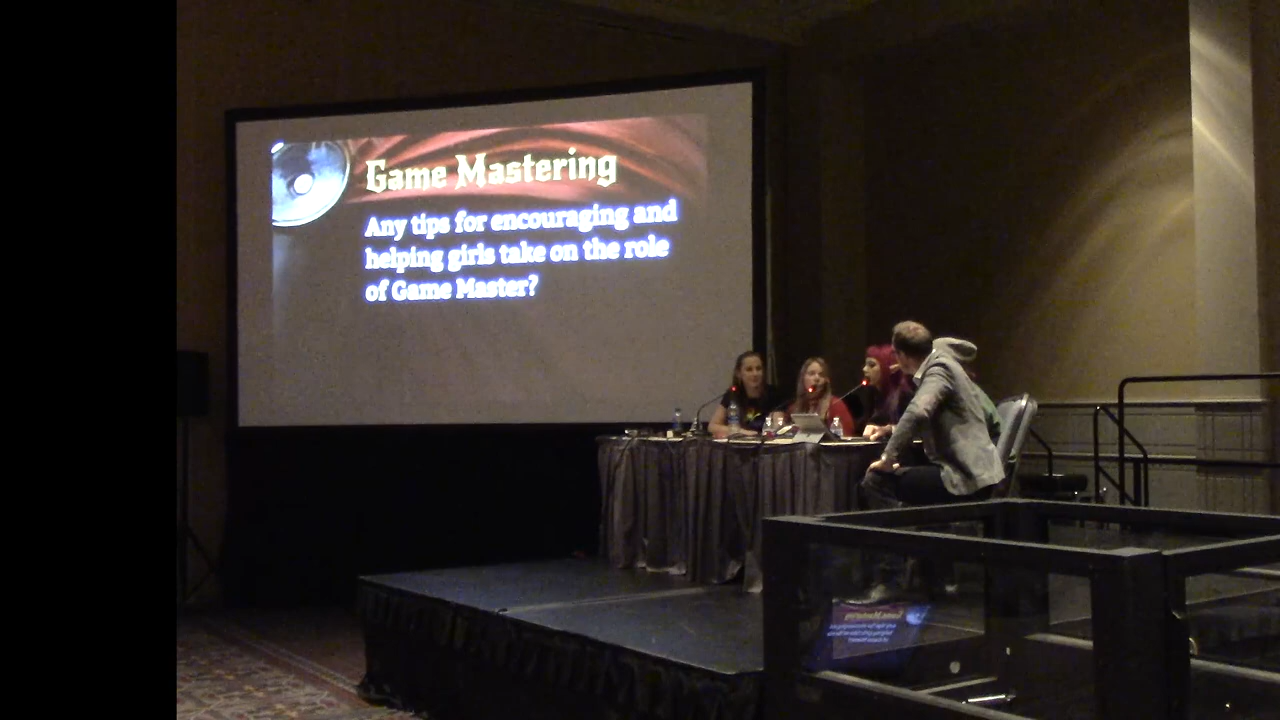 Game Mastering
Any tips for encouraging and
helping girls take on the role
of Game Master?